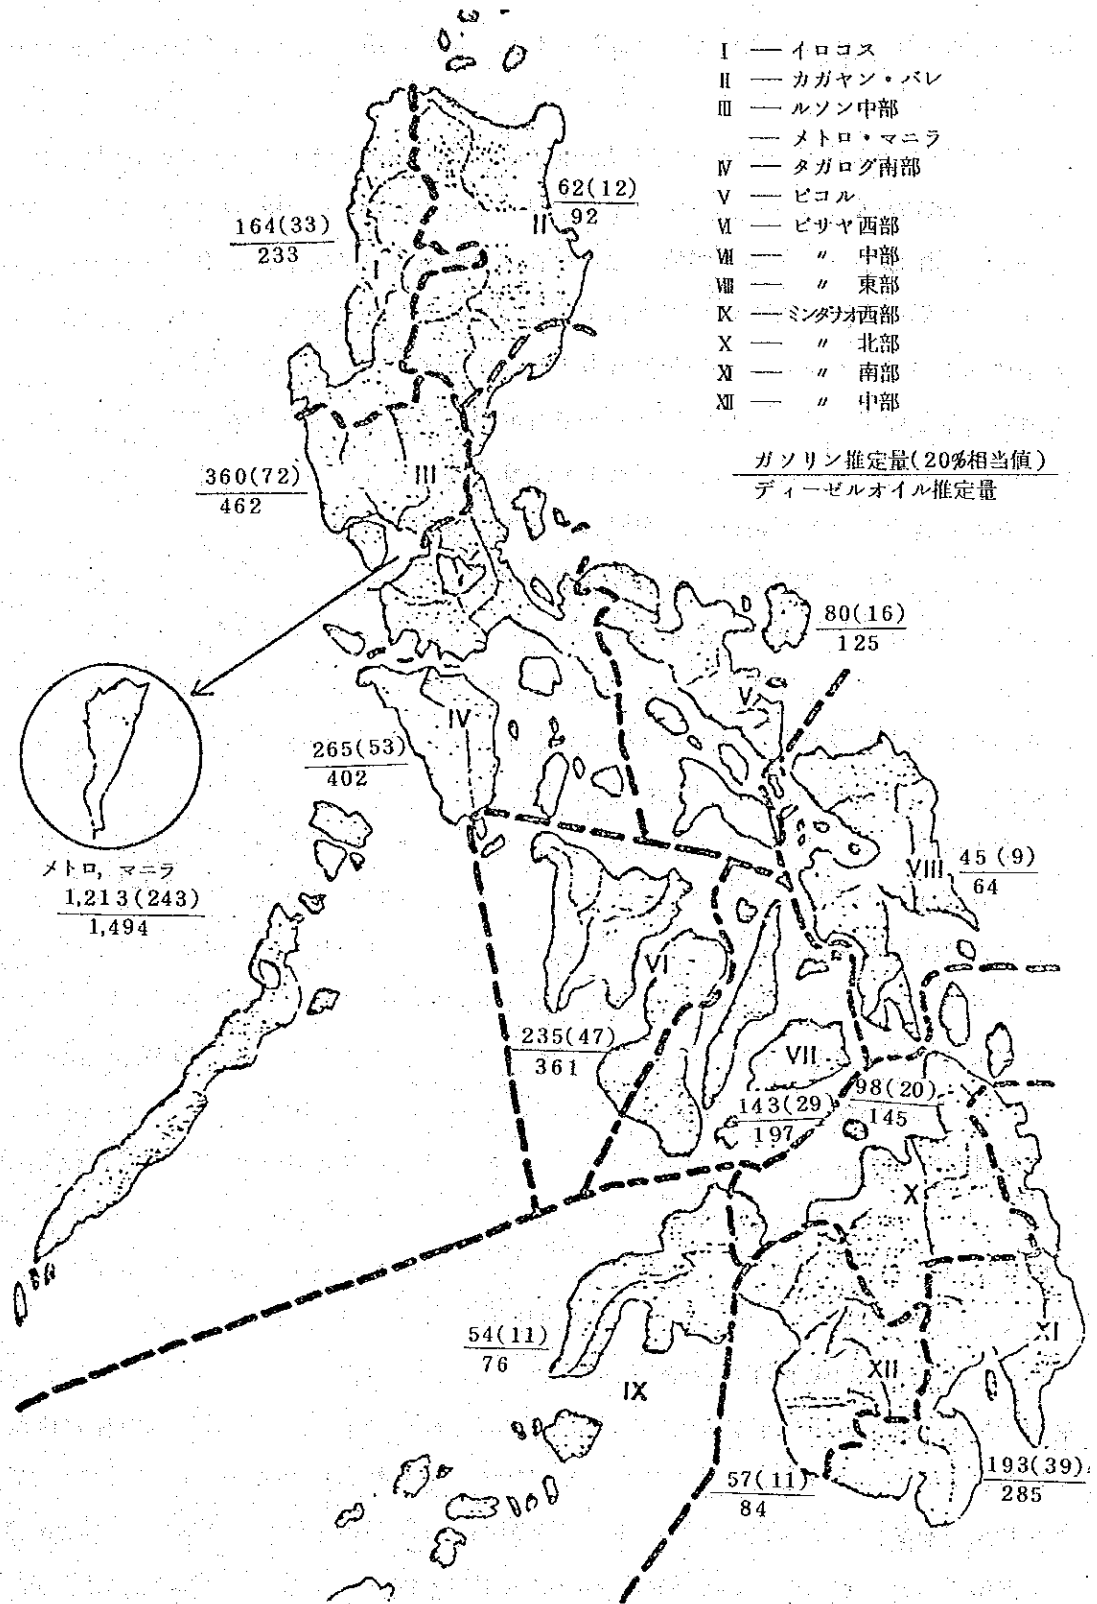 I — イロコス
II — カガヤン・バレ
III — ルソン中部
— メトロ・マニラ
IV — タガログ南部
V — ビコル
VI — ビサヤ西部
VII — 〃 中部
VIII — 〃 東部
IX — ミンダナオ西部
X — 〃 北部
XI — 〃 南部
XII — 〃 中部
ガソリン推定量(20%相当値)
ディーゼルオイル推定量
62(12)
92
II
164(33)
233
I
360(72)
462
III
80(16)
125
V
IV
265(53)
402
メトロ, マニラ
1,213(243)
1,494
VIII
45(9)
64
VI
235(47)
361
VII
143(29)
197
98(20)
145
X
54(11)
76
IX
XI
XII
57(11)
84
193(39)
285